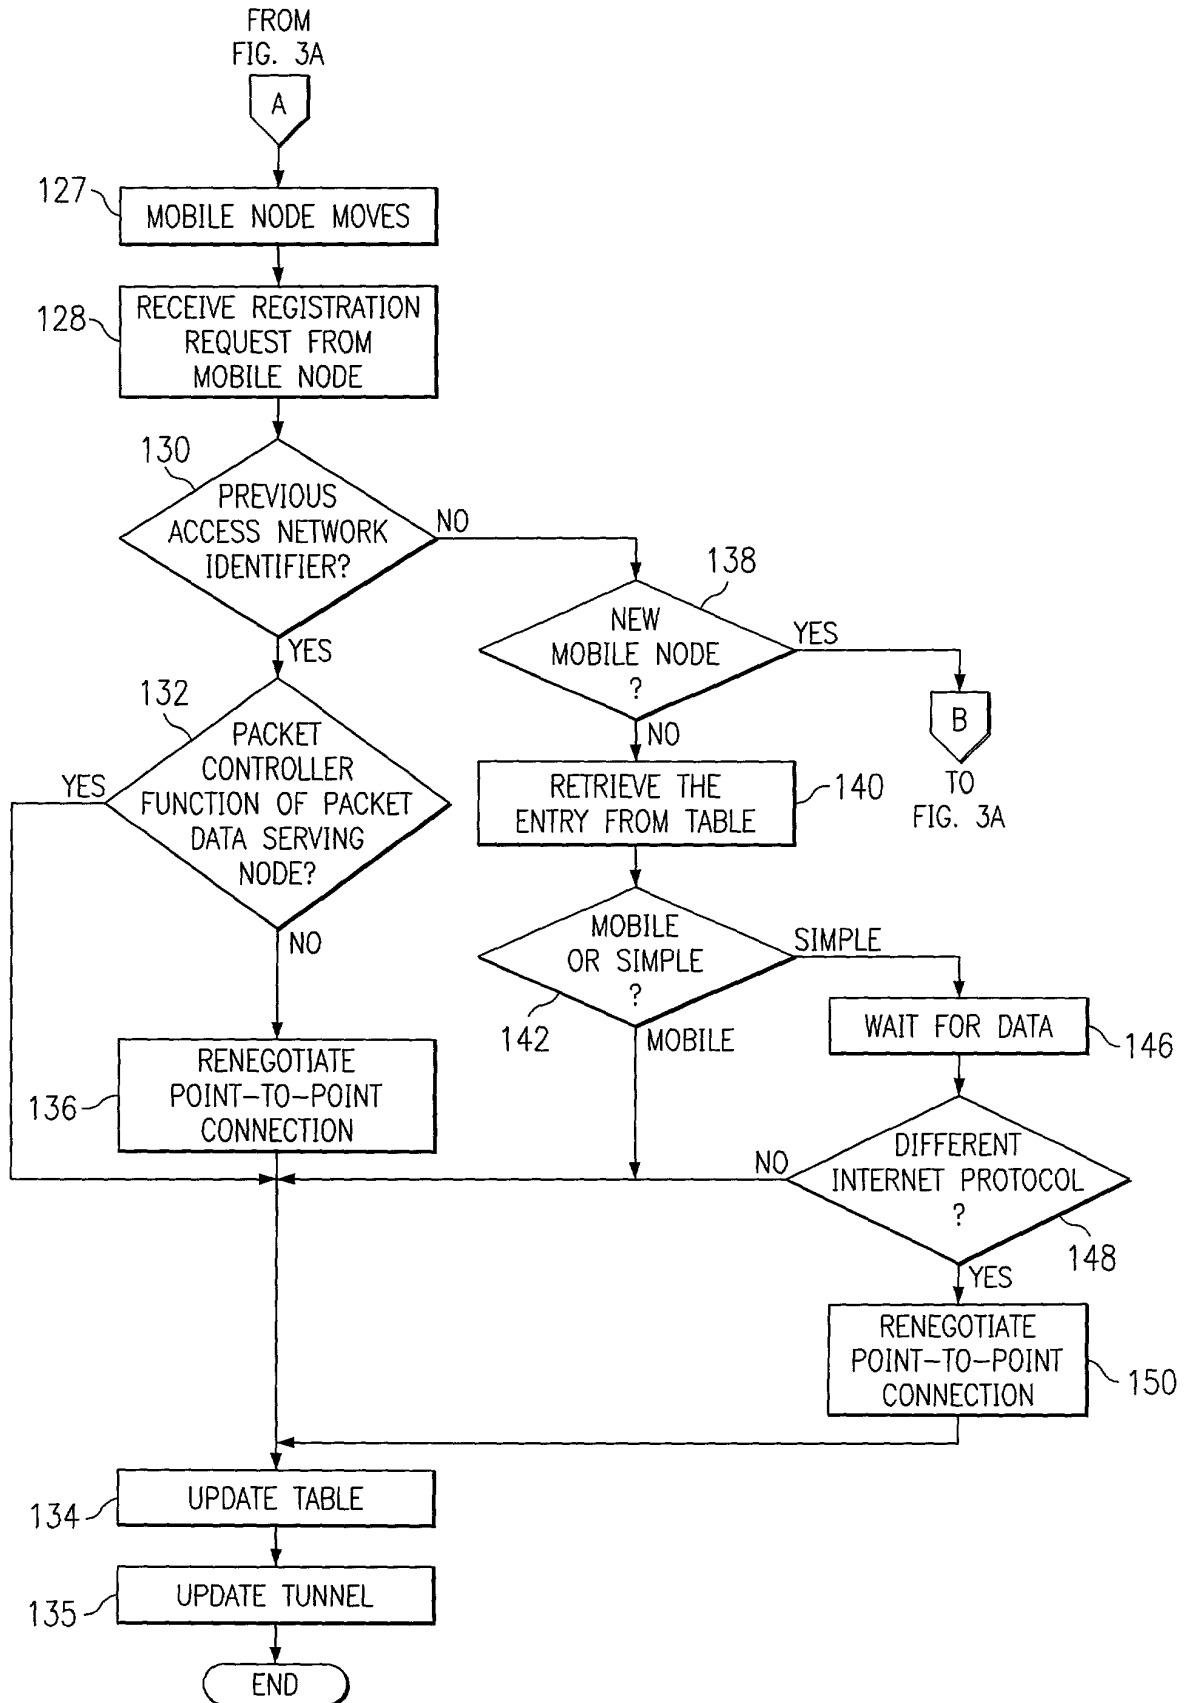 FROM
FIG. 3A
A
127
MOBILE NODE MOVES
128
RECEIVE REGISTRATION
REQUEST FROM
MOBILE NODE
130
PREVIOUS
ACCESS NETWORK
IDENTIFIER?
NO
YES
138
NEW
MOBILE NODE
?
YES
NO
B
TO
FIG. 3A
132
PACKET
CONTROLLER
FUNCTION OF PACKET
DATA SERVING
NODE?
YES
NO
RETRIEVE THE
ENTRY FROM TABLE
140
MOBILE
OR SIMPLE
?
SIMPLE
142
MOBILE
WAIT FOR DATA
146
136
RENEGOTIATE
POINT-TO-POINT
CONNECTION
DIFFERENT
INTERNET PROTOCOL
?
NO
148
YES
RENEGOTIATE
POINT-TO-POINT
CONNECTION
150
134
UPDATE TABLE
135
UPDATE TUNNEL
END